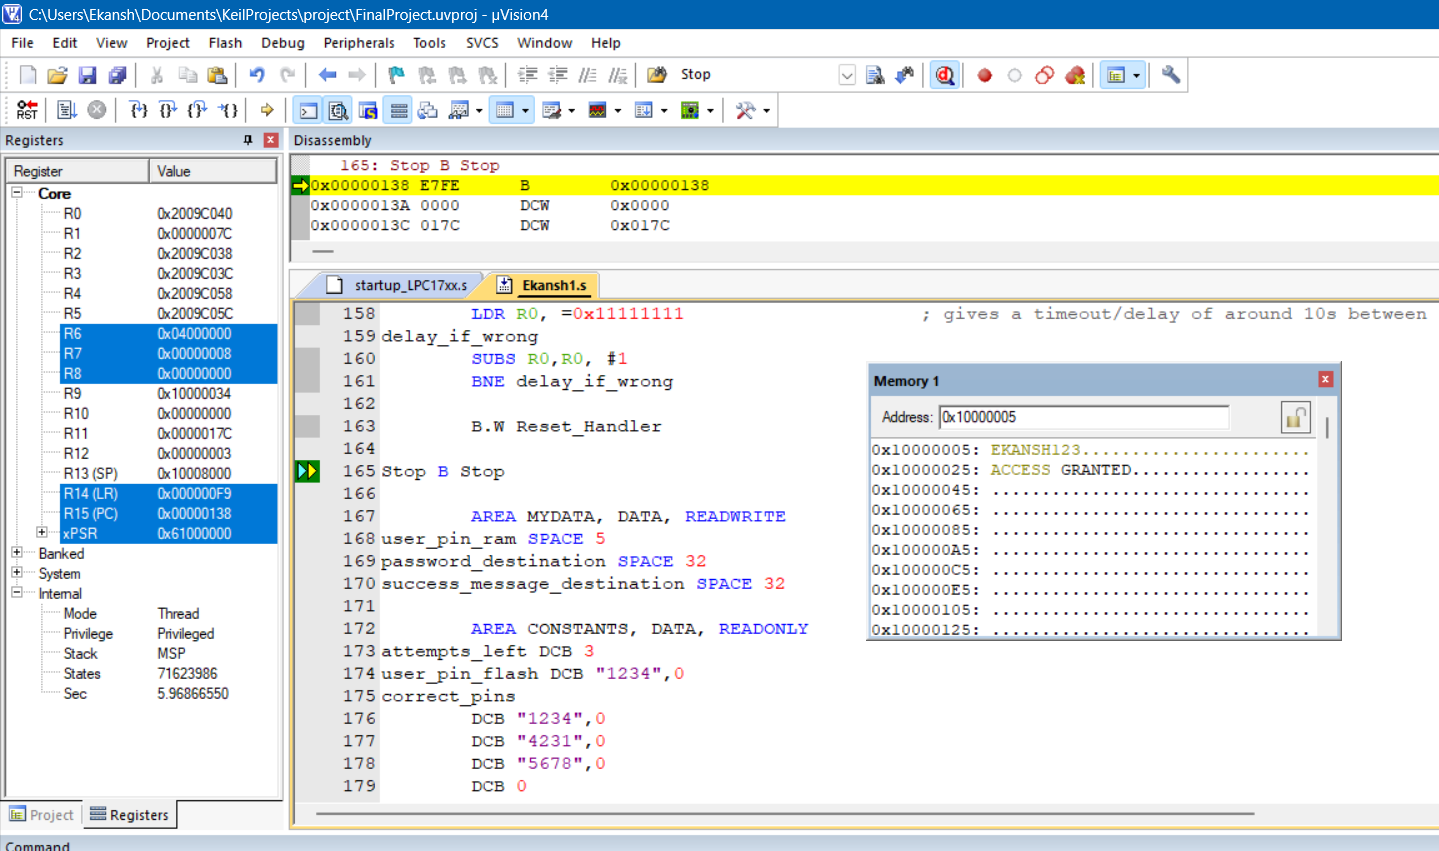 C:\Users\Ekansh\Documents\KeilProjects\project\FinalProject.uvproj - µVision4
File Edit View Project Flash Debug Peripherals Tools SVCS Window Help
Stop
RST
Registers
Register Value
Core
R0 0x2009C040
R1 0x0000007C
R2 0x2009C038
R3 0x2009C03C
R4 0x2009C058
R5 0x2009C05C
R6 0x04000000
R7 0x00000008
R8 0x00000000
R9 0x10000034
R10 0x00000000
R11 0x0000017C
R12 0x00000003
R13 (SP) 0x10008000
R14 (LR) 0x000000F9
R15 (PC) 0x00000138
xPSR 0x61000000
Banked
System
Internal
Mode Thread
Privilege Privileged
Stack MSP
States 71623986
Sec 5.96866550
Project Registers
Disassembly
165: Stop B Stop
0x00000138 E7FE B 0x00000138
0x0000013A 0000 DCW 0x0000
0x0000013C 017C DCW 0x017C
startup_LPC17xx.s Ekansh1.s
158 LDR R0, =0x11111111 ; gives a timeout/delay of around 10s between
159 delay_if_wrong
160 SUBS R0,R0, #1
161 BNE delay_if_wrong
162
163 B.W Reset_Handler
164
165 Stop B Stop
166
167 AREA MYDATA, DATA, READWRITE
168 user_pin_ram SPACE 5
169 password_destination SPACE 32
170 success_message_destination SPACE 32
171
172 AREA CONSTANTS, DATA, READONLY
173 attempts_left DCB 3
174 user_pin_flash DCB "1234",0
175 correct_pins
176 DCB "1234",0
177 DCB "4231",0
178 DCB "5678",0
179 DCB 0
Memory 1
Address: 0x10000005
0x10000005: EKANSH123.......................
0x10000025: ACCESS GRANTED..................
0x10000045: ................................
0x10000065: ................................
0x10000085: ................................
0x100000A5: ................................
0x100000C5: ................................
0x100000E5: ................................
0x10000105: ................................
0x10000125: ................................
Command